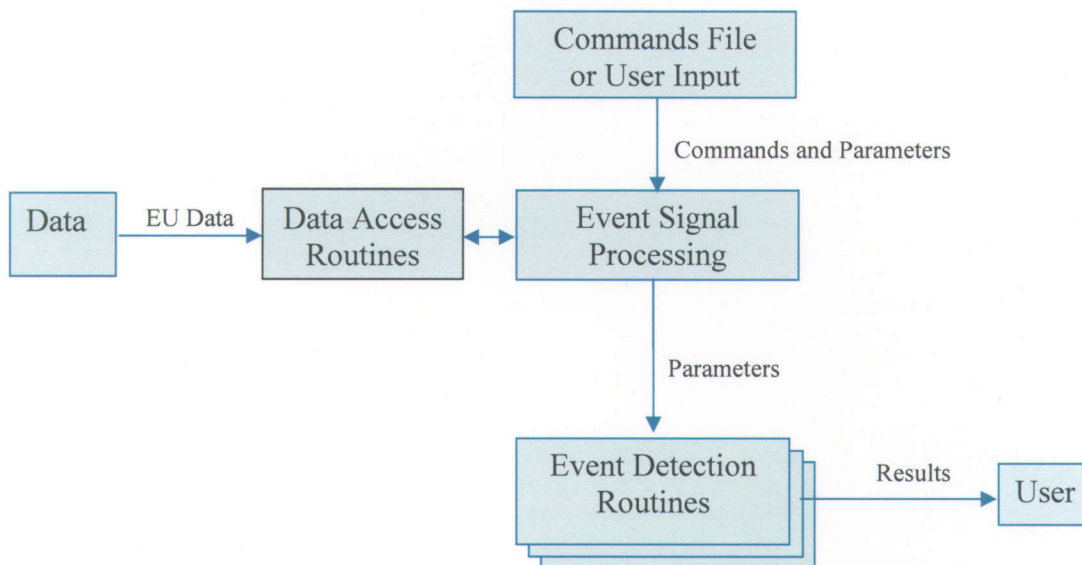 Commands File
or User Input
Commands and Parameters
Data
EU Data
Data Access
Routines
Event Signal
Processing
Parameters
Event Detection
Routines
Results
User